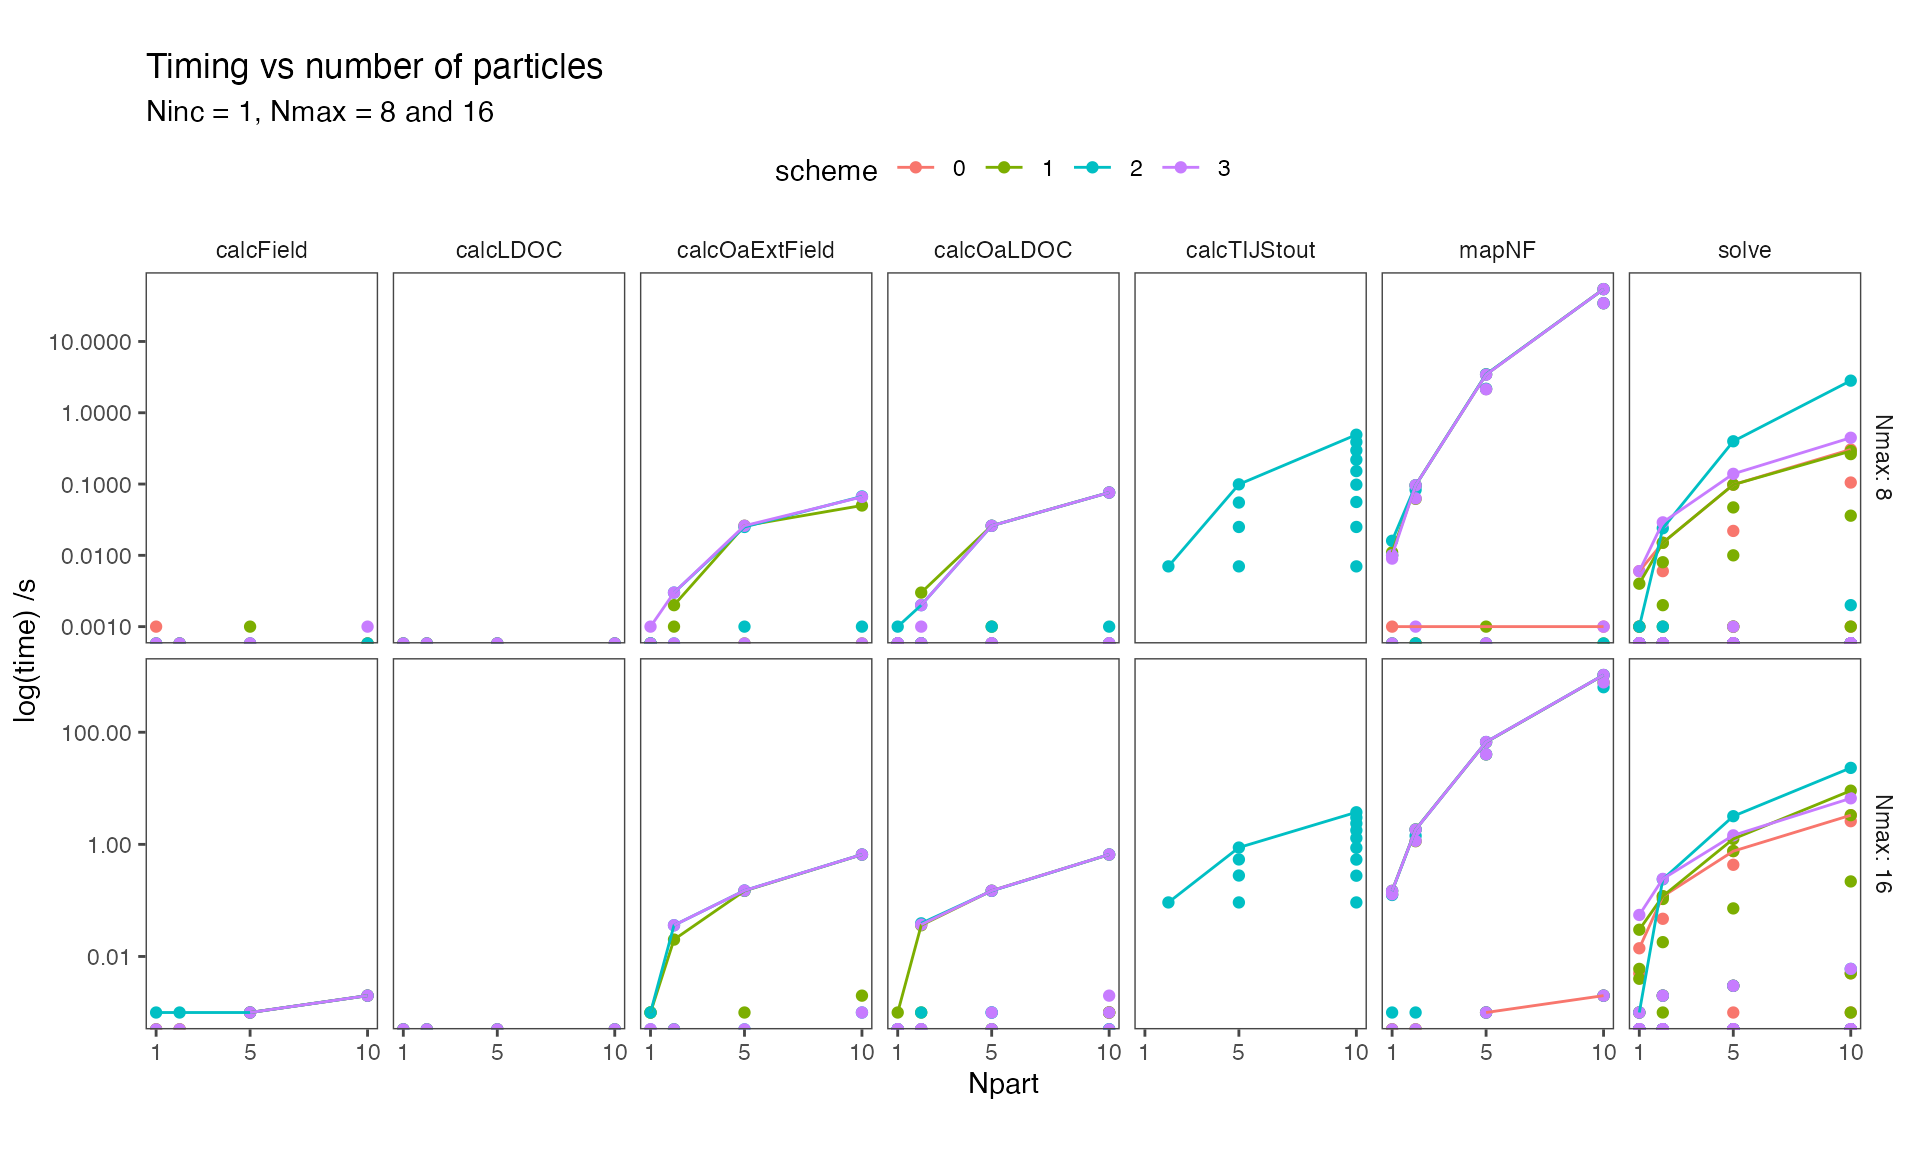 Timing vs number of particles
Ninc = 1, Nmax = 8 and 16
scheme 0 1 2 3
calcField calcLDOC calcOaExtField calcOaLDOC calcTIJStout mapNF solve
10.0000
1.0000
0.1000
0.0100
0.0010
Nmax: 8
log(time) /s
100.00
1.00
0.01
Nmax: 16
1 5 10 1 5 10 1 5 10 1 5 10 1 5 10 1 5 10 1 5 10
Npart